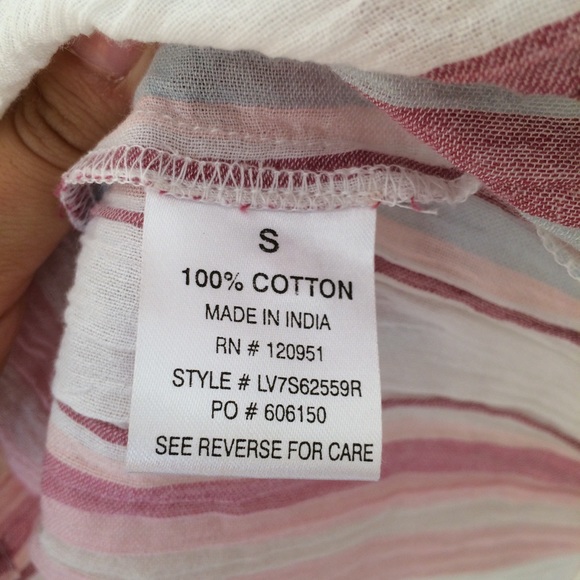 S
100% COTTON
MADE IN INDIA
RN # 120951
STYLE # LV7S62559R
PO # 606150
SEE REVERSE FOR CARE